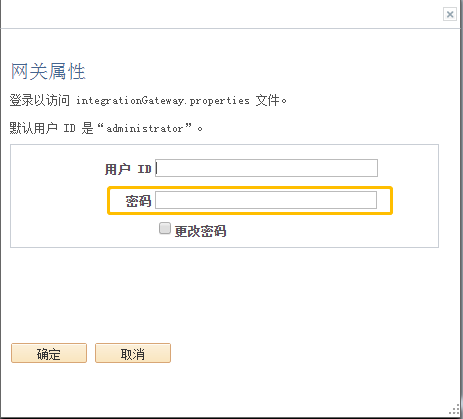 网关属性
登录以访问 integrationGateway.properties 文件。
默认用户 ID 是“administrator”。
用户 ID
密码
更改密码
确定 取消